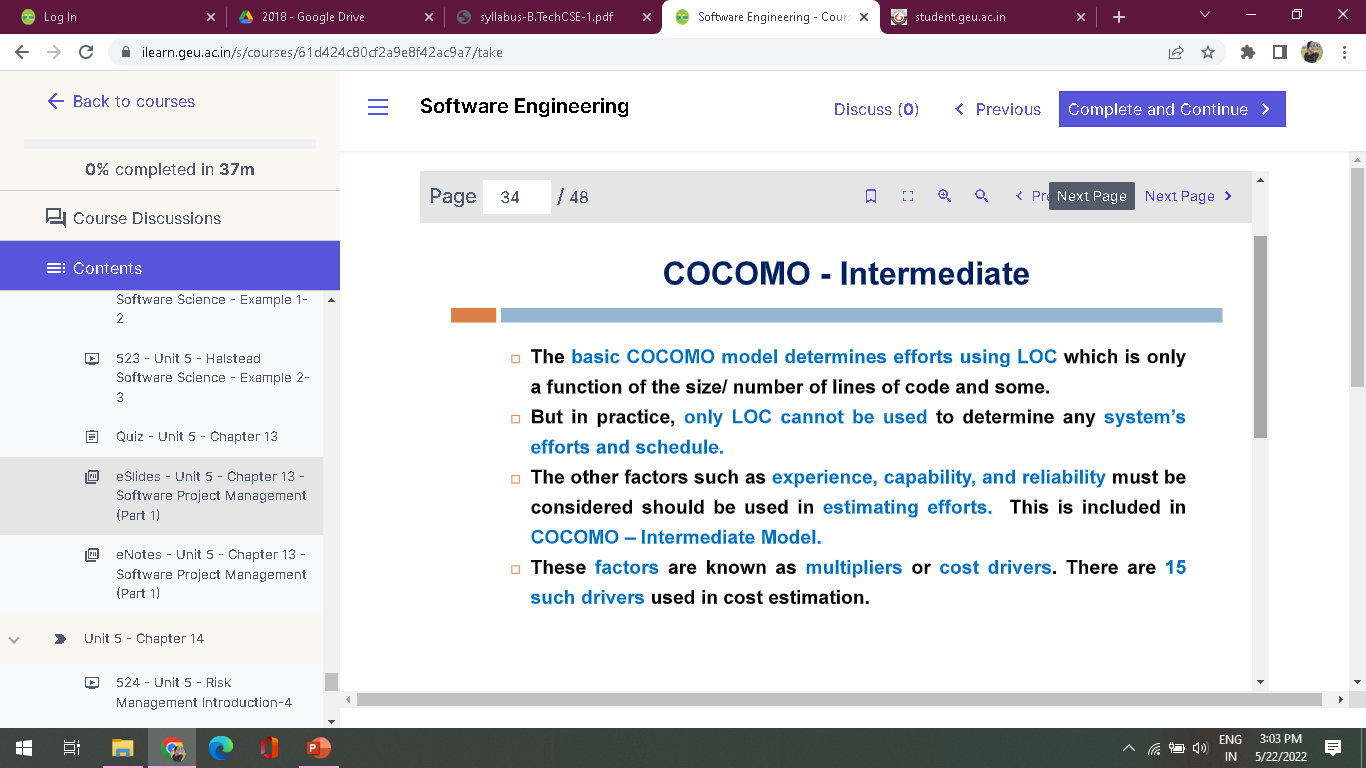 Log In
2018 - Google Drive
syllabus-B.TechCSE-1.pdf
Software Engineering - Cour
student.geu.ac.in
ilearn.geu.ac.in/s/courses/61d424c80cf2a9e8f42ac9a7/take
Back to courses
0% completed in 37m
Course Discussions
Contents
Software Science - Example 1-
2
523 - Unit 5 - Halstead
Software Science - Example 2-
3
Quiz - Unit 5 - Chapter 13
eSlides - Unit 5 - Chapter 13 -
Software Project Management
(Part 1)
eNotes - Unit 5 - Chapter 13 -
Software Project Management
(Part 1)
Unit 5 - Chapter 14
524 - Unit 5 - Risk
Management Introduction-4
Software Engineering
Discuss (0)
Previous
Complete and Continue
Page 34 / 48
Pre
Next Page
Next Page
COCOMO - Intermediate
The basic COCOMO model determines efforts using LOC which is only
a function of the size/ number of lines of code and some.
But in practice, only LOC cannot be used to determine any system’s
efforts and schedule.
The other factors such as experience, capability, and reliability must be
considered should be used in estimating efforts. This is included in
COCOMO – Intermediate Model.
These factors are known as multipliers or cost drivers. There are 15
such drivers used in cost estimation.
ENG
IN
3:03 PM
5/22/2022